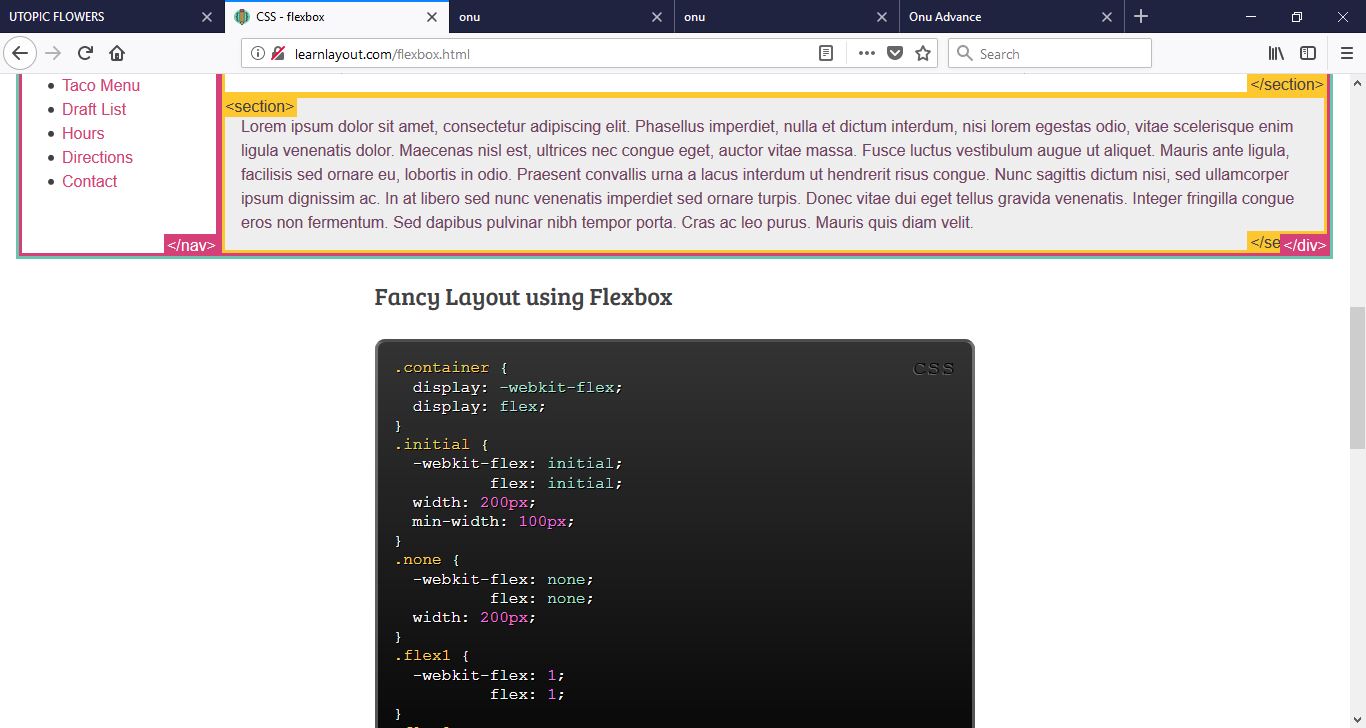 UTOPIC FLOWERS
CSS - flexbox
onu
onu
Onu Advance
learnlayout.com/flexbox.html
Search
Taco Menu
Draft List
Hours
Directions
Contact
</nav>
</section>
<section>
Lorem ipsum dolor sit amet, consectetur adipiscing elit. Phasellus imperdiet, nulla et dictum interdum, nisi lorem egestas odio, vitae scelerisque enim
ligula venenatis dolor. Maecenas nisl est, ultrices nec congue eget, auctor vitae massa. Fusce luctus vestibulum augue ut aliquet. Mauris ante ligula,
facilisis sed ornare eu, lobortis in odio. Praesent convallis urna a lacus interdum ut hendrerit risus congue. Nunc sagittis dictum nisi, sed ullamcorper
ipsum dignissim ac. In at libero sed nunc venenatis imperdiet sed ornare turpis. Donec vitae dui eget tellus gravida venenatis. Integer fringilla congue
eros non fermentum. Sed dapibus pulvinar nibh tempor porta. Cras ac leo purus. Mauris quis diam velit.
</se
</div>
Fancy Layout using Flexbox
CSS
.container {
  display: -webkit-flex;
  display: flex;
}
.initial {
  -webkit-flex: initial;
          flex: initial;
  width: 200px;
  min-width: 100px;
}
.none {
  -webkit-flex: none;
          flex: none;
  width: 200px;
}
.flex1 {
  -webkit-flex: 1;
          flex: 1;
}